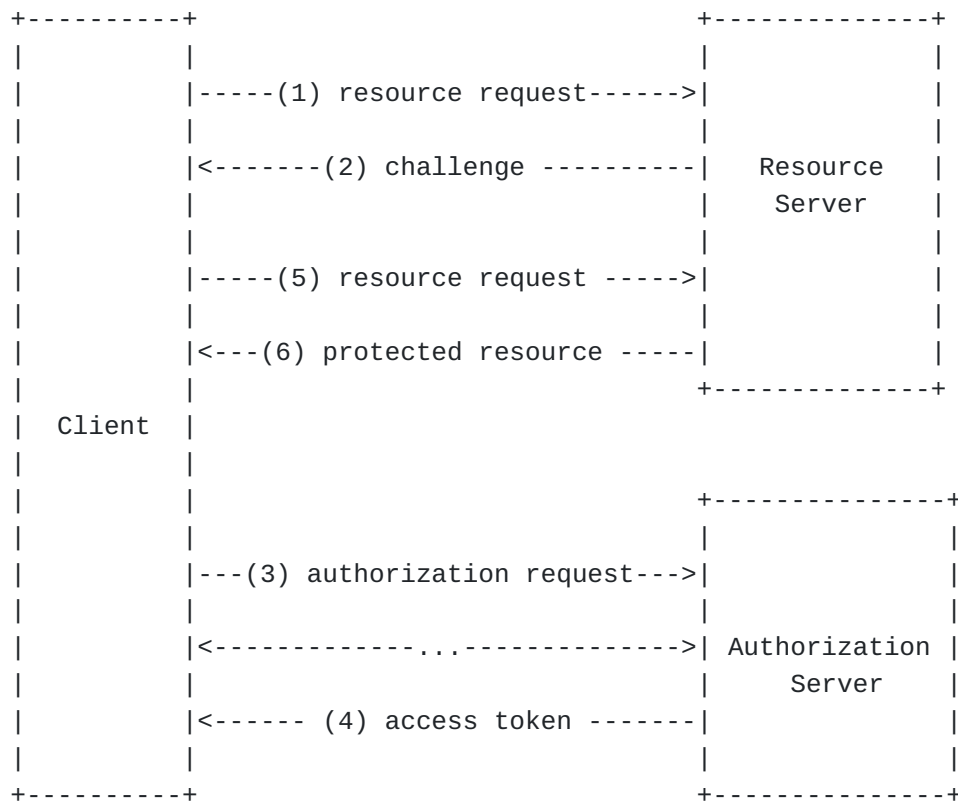 (1) resource request
(2) challenge
Resource
Server
(5) resource request
(6) protected resource
Client
(3) authorization request
...
Authorization
Server
(4) access token